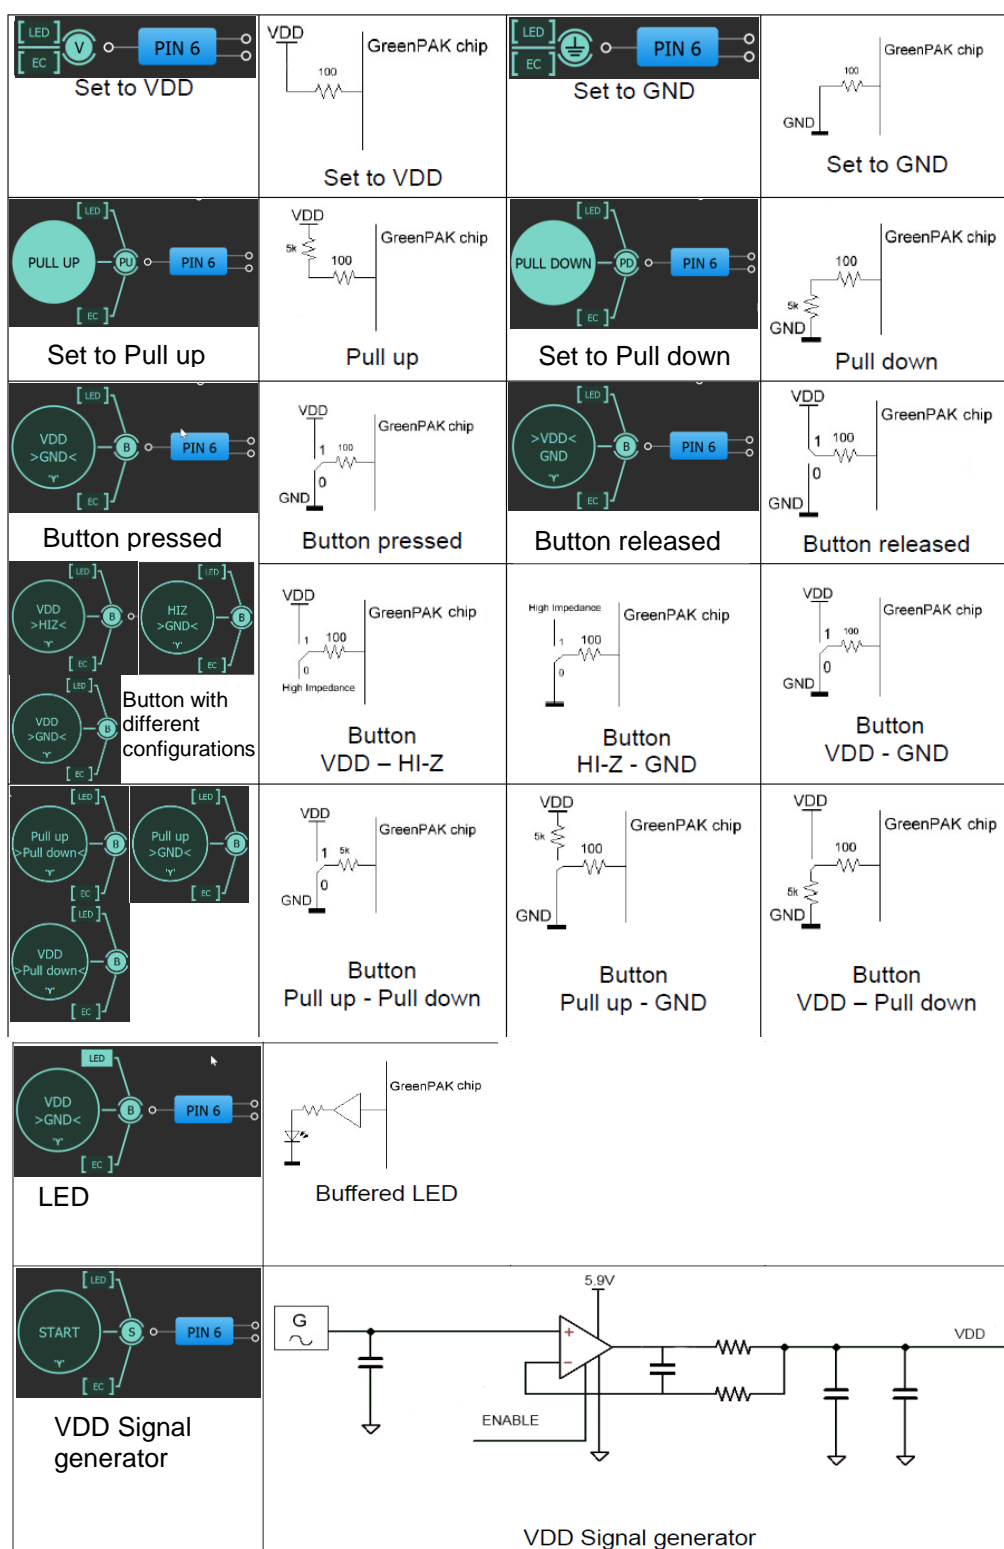 LED
EC
V
PIN 6
Set to VDD
VDD
GreenPAK chip
100
Set to VDD
LED
EC
PIN 6
Set to GND
GreenPAK chip
100
GND
Set to GND
LED
PULL UP
PU
PIN 6
EC
Set to Pull up
VDD
GreenPAK chip
5k
100
Pull up
LED
PULL DOWN
PD
PIN 6
EC
Set to Pull down
GreenPAK chip
100
5k
GND
Pull down
LED
VDD
>GND<
B
PIN 6
EC
Button pressed
VDD
GreenPAK chip
1
100
0
GND
Button pressed
LED
>VDD<
GND
B
PIN 6
EC
Button released
VDD
GreenPAK chip
1
100
0
GND
Button released
LED
VDD
>HIZ<
B
EC
LED
HIZ
>GND<
B
EC
LED
VDD
>GND<
B
EC
Button with
different
configurations
VDD
GreenPAK chip
1
100
0
High Impedance
Button
VDD – HI-Z
High Impedance
GreenPAK chip
1
100
0
Button
HI-Z - GND
VDD
GreenPAK chip
1
100
0
GND
Button
VDD - GND
LED
Pull up
>Pull down<
B
EC
LED
Pull up
>GND<
B
EC
LED
VDD
>Pull down<
B
EC
VDD
GreenPAK chip
1
5k
0
GND
Button
Pull up - Pull down
VDD
GreenPAK chip
5k
100
GND
Button
Pull up - GND
VDD
GreenPAK chip
100
5k
GND
Button
VDD – Pull down
LED
VDD
>GND<
B
PIN 6
EC
LED
GreenPAK chip
Buffered LED
LED
START
S
PIN 6
EC
VDD Signal
generator
G
5.9V
+
−
VDD
ENABLE
VDD Signal generator